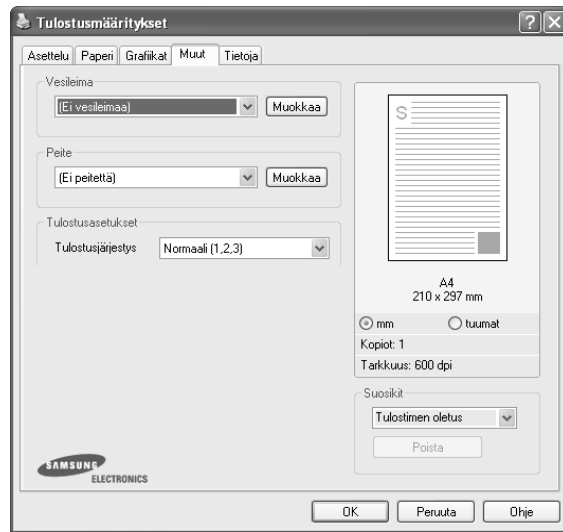 Tulostusmääritykset
Asettelu Paperi Grafiikat Muut Tietoja
Vesileima
(Ei vesileimaa) Muokkaa
Peite
(Ei peitettä) Muokkaa
Tulostusasetukset
Tulostusjärjestys Normaali (1,2,3)
S
A4
210 x 297 mm
mm tuumat
Kopiot: 1
Tarkkuus: 600 dpi
Suosikit
Tulostimen oletus
Poista
SAMSUNG
ELECTRONICS
OK Peruuta Ohje